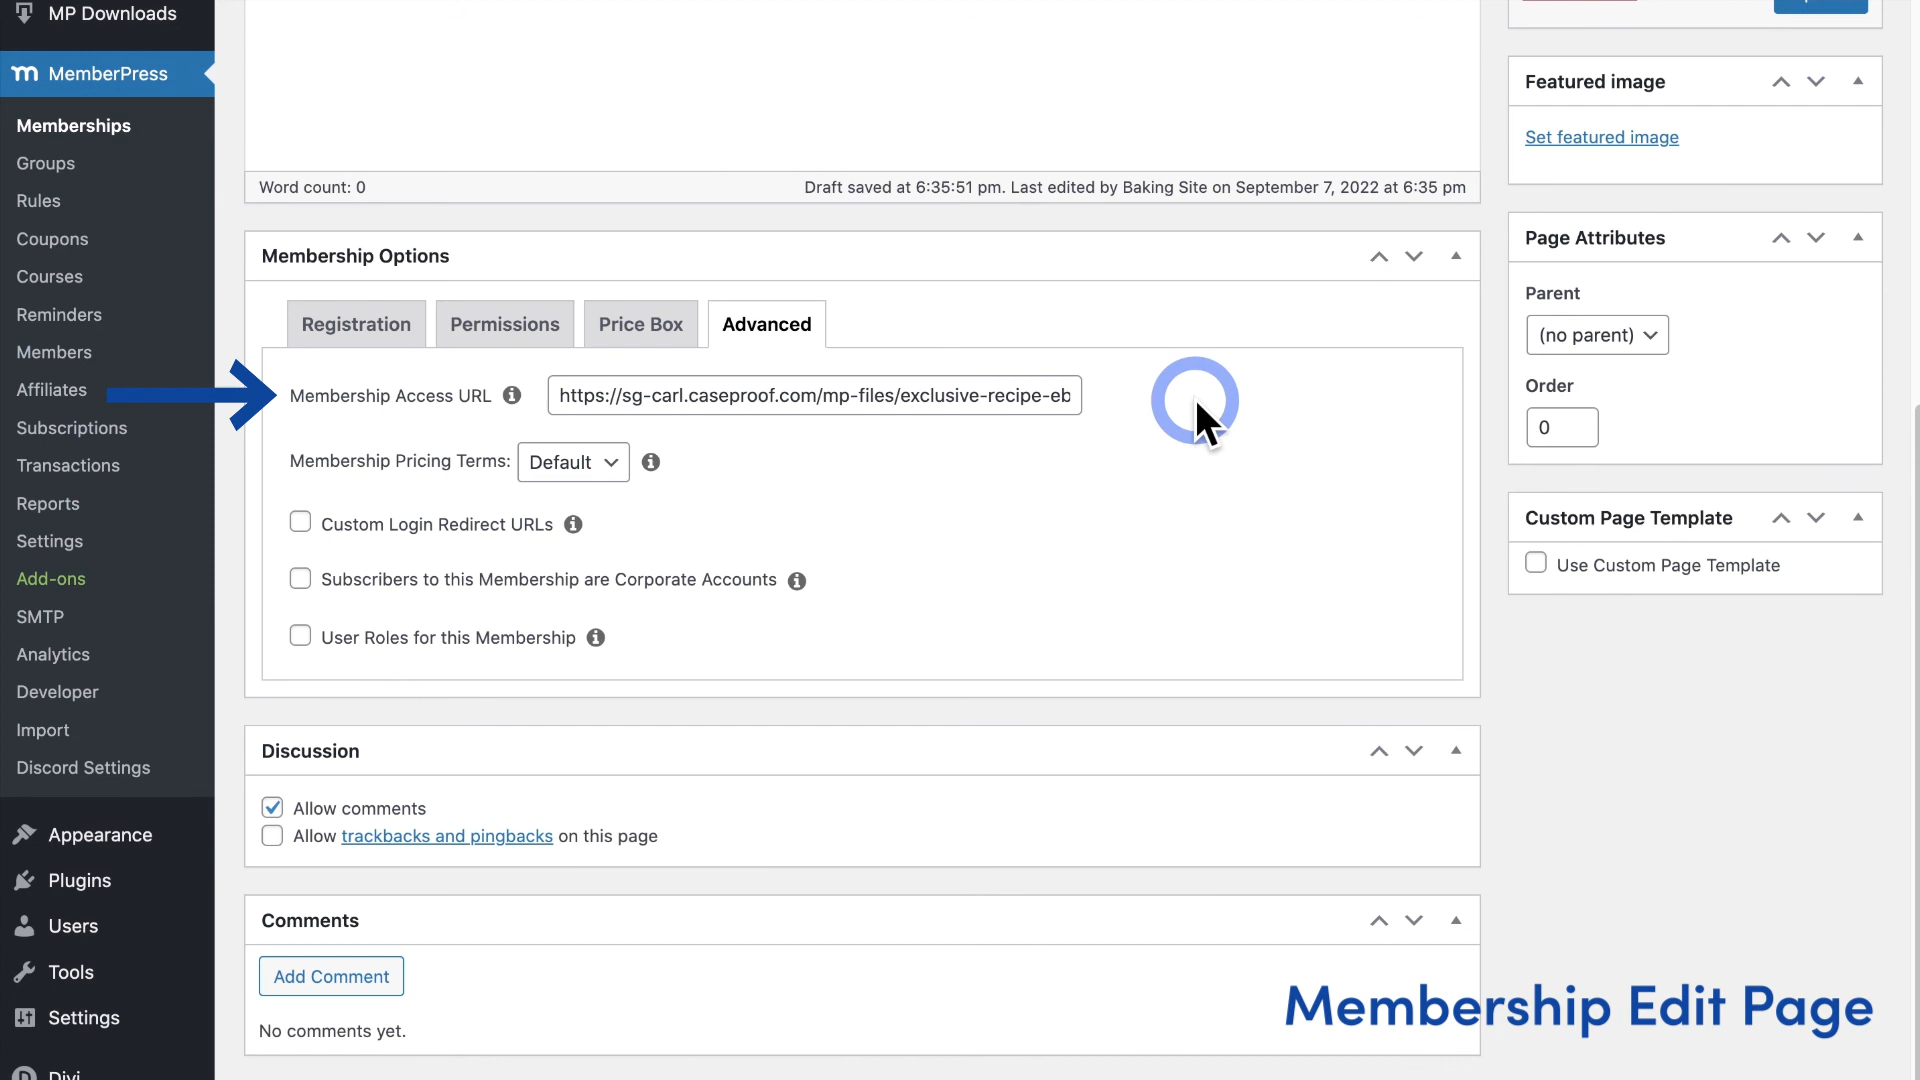 MP Downloads
MemberPress
Memberships
Groups
Rules
Coupons
Courses
Reminders
Members
Affiliates
Subscriptions
Transactions
Reports
Settings
Add-ons
SMTP
Analytics
Developer
Import
Discord Settings
Appearance
Plugins
Users
Tools
Settings
Divi
Word count: 0
Draft saved at 6:35:51 pm. Last edited by Baking Site on September 7, 2022 at 6:35 pm
Membership Options
Registration
Permissions
Price Box
Advanced
Membership Access URL
https://sg-carl.caseproof.com/mp-files/exclusive-recipe-eb
Membership Pricing Terms: Default
Custom Login Redirect URLs
Subscribers to this Membership are Corporate Accounts
User Roles for this Membership
Discussion
Allow comments
Allow trackbacks and pingbacks on this page
Comments
Add Comment
No comments yet.
Featured image
Set featured image
Page Attributes
Parent
(no parent)
Order
0
Custom Page Template
Use Custom Page Template
Membership Edit Page